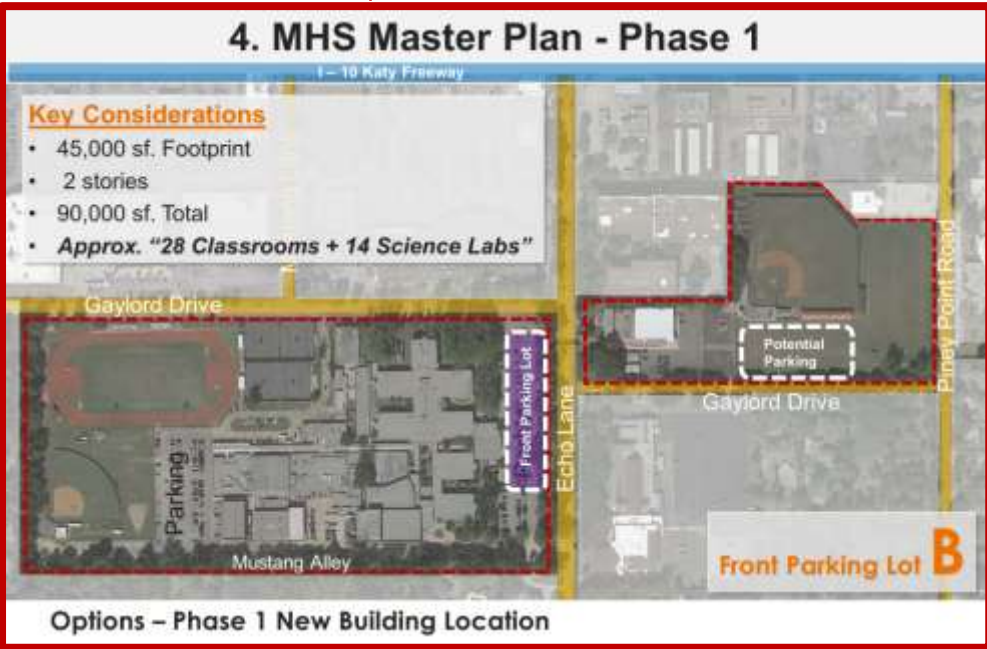 4. MHS Master Plan - Phase 1
I – 10 Katy Freeway
Key Considerations
• 45,000 sf. Footprint
• 2 stories
• 90,000 sf. Total
• Approx. “28 Classrooms + 14 Science Labs”
Gaylord Drive
Piney Point Road
Potential
Parking
Front Parking Lot
Echo Lane
Gaylord Drive
Parking
Mustang Alley
Front Parking Lot B
Options – Phase 1 New Building Location